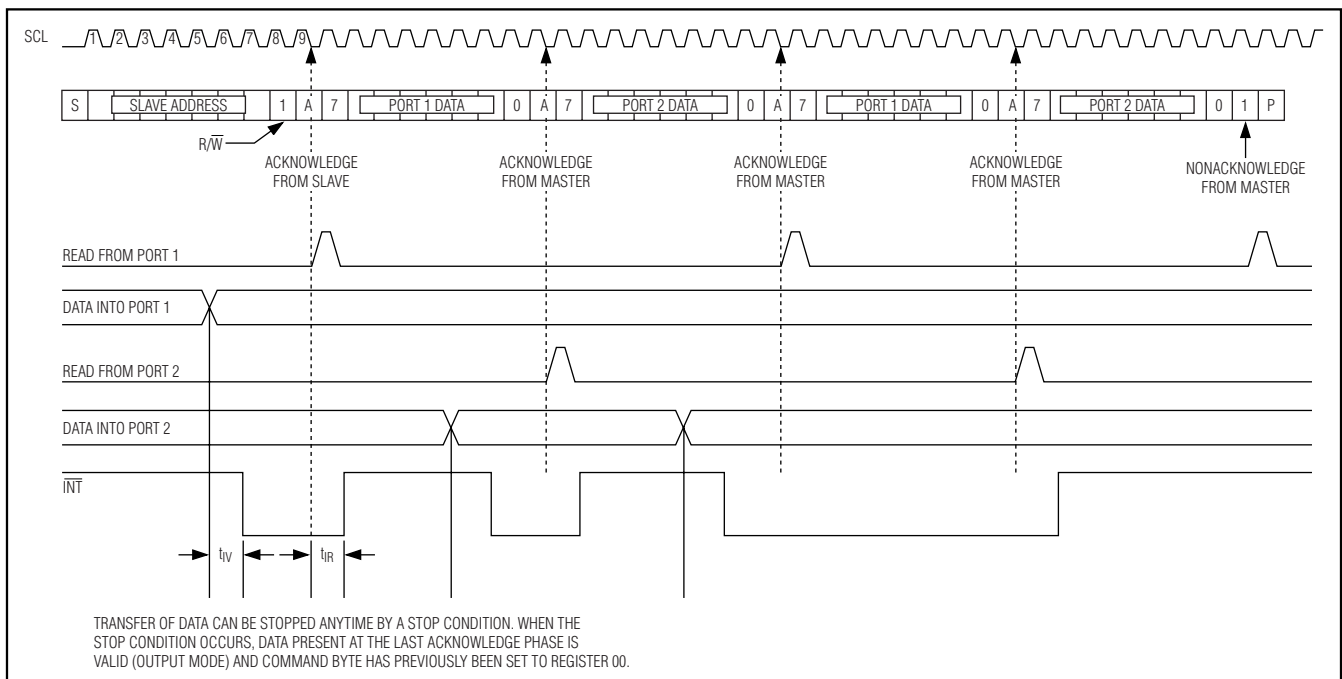 SCL 1 2 3 4 5 6 7 8 9
S SLAVE ADDRESS 1 A 7 PORT 1 DATA 0 A 7 PORT 2 DATA 0 A 7 PORT 1 DATA 0 A 7 PORT 2 DATA 0 1 P
R/W̅
ACKNOWLEDGE
FROM SLAVE
ACKNOWLEDGE
FROM MASTER
ACKNOWLEDGE
FROM MASTER
ACKNOWLEDGE
FROM MASTER
NONACKNOWLEDGE
FROM MASTER
READ FROM PORT 1
DATA INTO PORT 1
READ FROM PORT 2
DATA INTO PORT 2
I̅N̅T̅
tIV tIR
TRANSFER OF DATA CAN BE STOPPED ANYTIME BY A STOP CONDITION. WHEN THE
STOP CONDITION OCCURS, DATA PRESENT AT THE LAST ACKNOWLEDGE PHASE IS
VALID (OUTPUT MODE) AND COMMAND BYTE HAS PREVIOUSLY BEEN SET TO REGISTER 00.